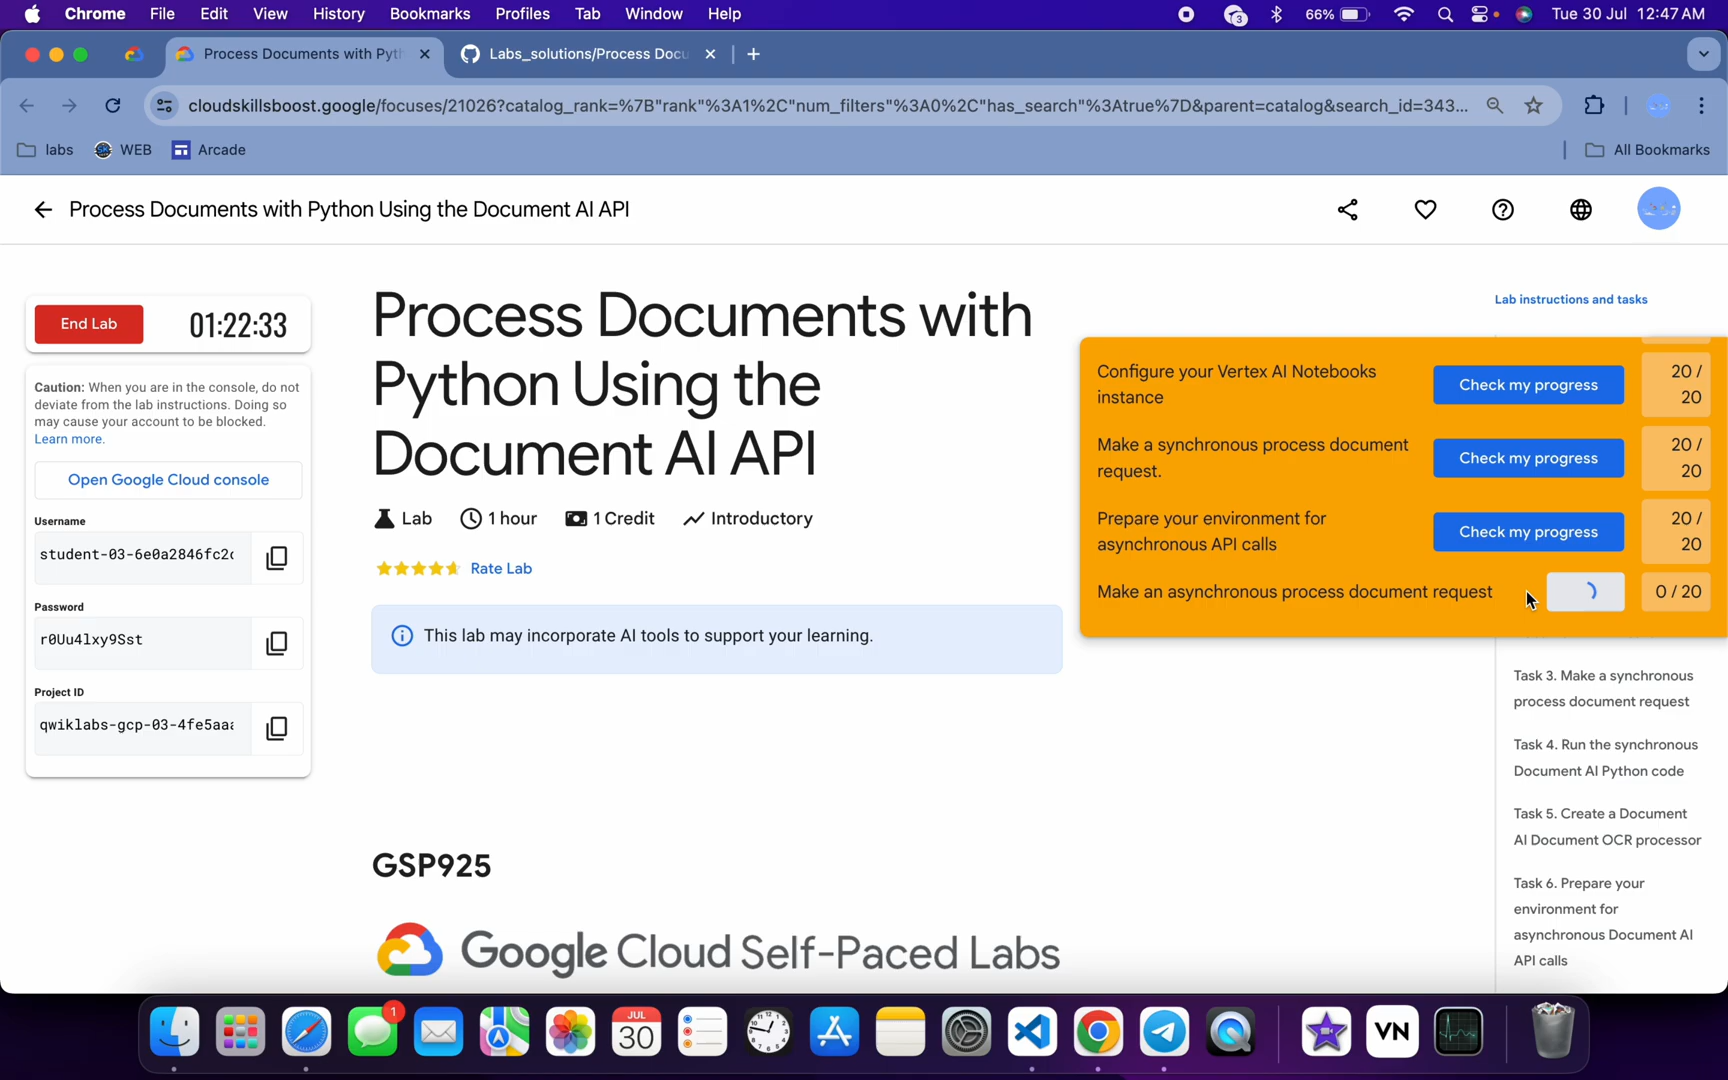 Chrome File Edit View History Bookmarks Profiles Tab Window Help
3 66% Tue 30 Jul 12:47 AM
Process Documents with Pyth Labs_solutions/Process Docu
cloudskillsboost.google/focuses/21026?catalog_rank=%7B"rank"%3A1%2C"num_filters"%3A0%2C"has_search"%3Atrue%7D&parent=catalog&search_id=343...
labs WEB Arcade All Bookmarks
Process Documents with Python Using the Document AI API
End Lab 01:22:33
Caution: When you are in the console, do not
deviate from the lab instructions. Doing so
may cause your account to be blocked.
Learn more.
Open Google Cloud console
Username
student-03-6e0a2846fc2
Password
r0Uu4lxy9Sst
Project ID
qwiklabs-gcp-03-4fe5aa
Process Documents with
Python Using the
Document AI API
Lab 1 hour 1 Credit Introductory
Rate Lab
This lab may incorporate AI tools to support your learning.
GSP925
Google Cloud Self-Paced Labs
Lab instructions and tasks
Configure your Vertex AI Notebooks
instance
Check my progress
20 /
20
Make a synchronous process document
request.
Check my progress
20 /
20
Prepare your environment for
asynchronous API calls
Check my progress
20 /
20
Make an asynchronous process document request 0 / 20
Task 3. Make a synchronous
process document request
Task 4. Run the synchronous
Document AI Python code
Task 5. Create a Document
AI Document OCR processor
Task 6. Prepare your
environment for
asynchronous Document AI
API calls
1
JUL
30
VN